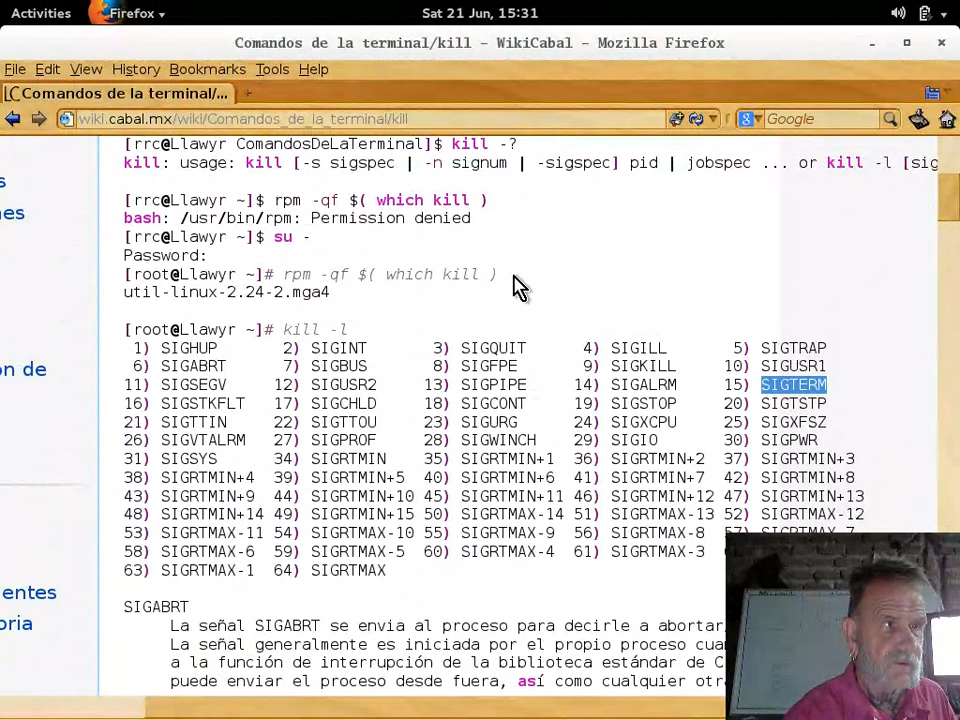 Activities Firefox Sat 21 Jun, 15:31
Comandos de la terminal/kill - WikiCabal - Mozilla Firefox
File Edit View History Bookmarks Tools Help
Comandos de la terminal/...
wiki.cabal.mx/wiki/Comandos_de_la_terminal/kill Google
[rrc@Llawyr ComandosDeLaTerminal]$ kill -?
kill: usage: kill [-s sigspec | -n signum | -sigspec] pid | jobspec ... or kill -l [sig
s
nes
[rrc@Llawyr ~]$ rpm -qf $( which kill )
bash: /usr/bin/rpm: Permission denied
[rrc@Llawyr ~]$ su -
Password:
[root@Llawyr ~]# rpm -qf $( which kill )
util-linux-2.24-2.mga4
[root@Llawyr ~]# kill -l
1) SIGHUP 2) SIGINT 3) SIGQUIT 4) SIGILL 5) SIGTRAP
6) SIGABRT 7) SIGBUS 8) SIGFPE 9) SIGKILL 10) SIGUSR1
on de
11) SIGSEGV 12) SIGUSR2 13) SIGPIPE 14) SIGALRM 15) SIGTERM
16) SIGSTKFLT 17) SIGCHLD 18) SIGCONT 19) SIGSTOP 20) SIGTSTP
21) SIGTTIN 22) SIGTTOU 23) SIGURG 24) SIGXCPU 25) SIGXFSZ
26) SIGVTALRM 27) SIGPROF 28) SIGWINCH 29) SIGIO 30) SIGPWR
31) SIGSYS 34) SIGRTMIN 35) SIGRTMIN+1 36) SIGRTMIN+2 37) SIGRTMIN+3
38) SIGRTMIN+4 39) SIGRTMIN+5 40) SIGRTMIN+6 41) SIGRTMIN+7 42) SIGRTMIN+8
43) SIGRTMIN+9 44) SIGRTMIN+10 45) SIGRTMIN+11 46) SIGRTMIN+12 47) SIGRTMIN+13
48) SIGRTMIN+14 49) SIGRTMIN+15 50) SIGRTMAX-14 51) SIGRTMAX-13 52) SIGRTMAX-12
53) SIGRTMAX-11 54) SIGRTMAX-10 55) SIGRTMAX-9 56) SIGRTMAX-8 57) SIGRTMAX-7
58) SIGRTMAX-6 59) SIGRTMAX-5 60) SIGRTMAX-4 61) SIGRTMAX-3
63) SIGRTMAX-1 64) SIGRTMAX
entes
SIGABRT
oria
La señal SIGABRT se envia al proceso para decirle a abortar,
La señal generalmente es iniciada por el propio proceso cuan
a la función de interrupción de la biblioteca estándar de C
puede enviar el proceso desde fuera, así como cualquier otra